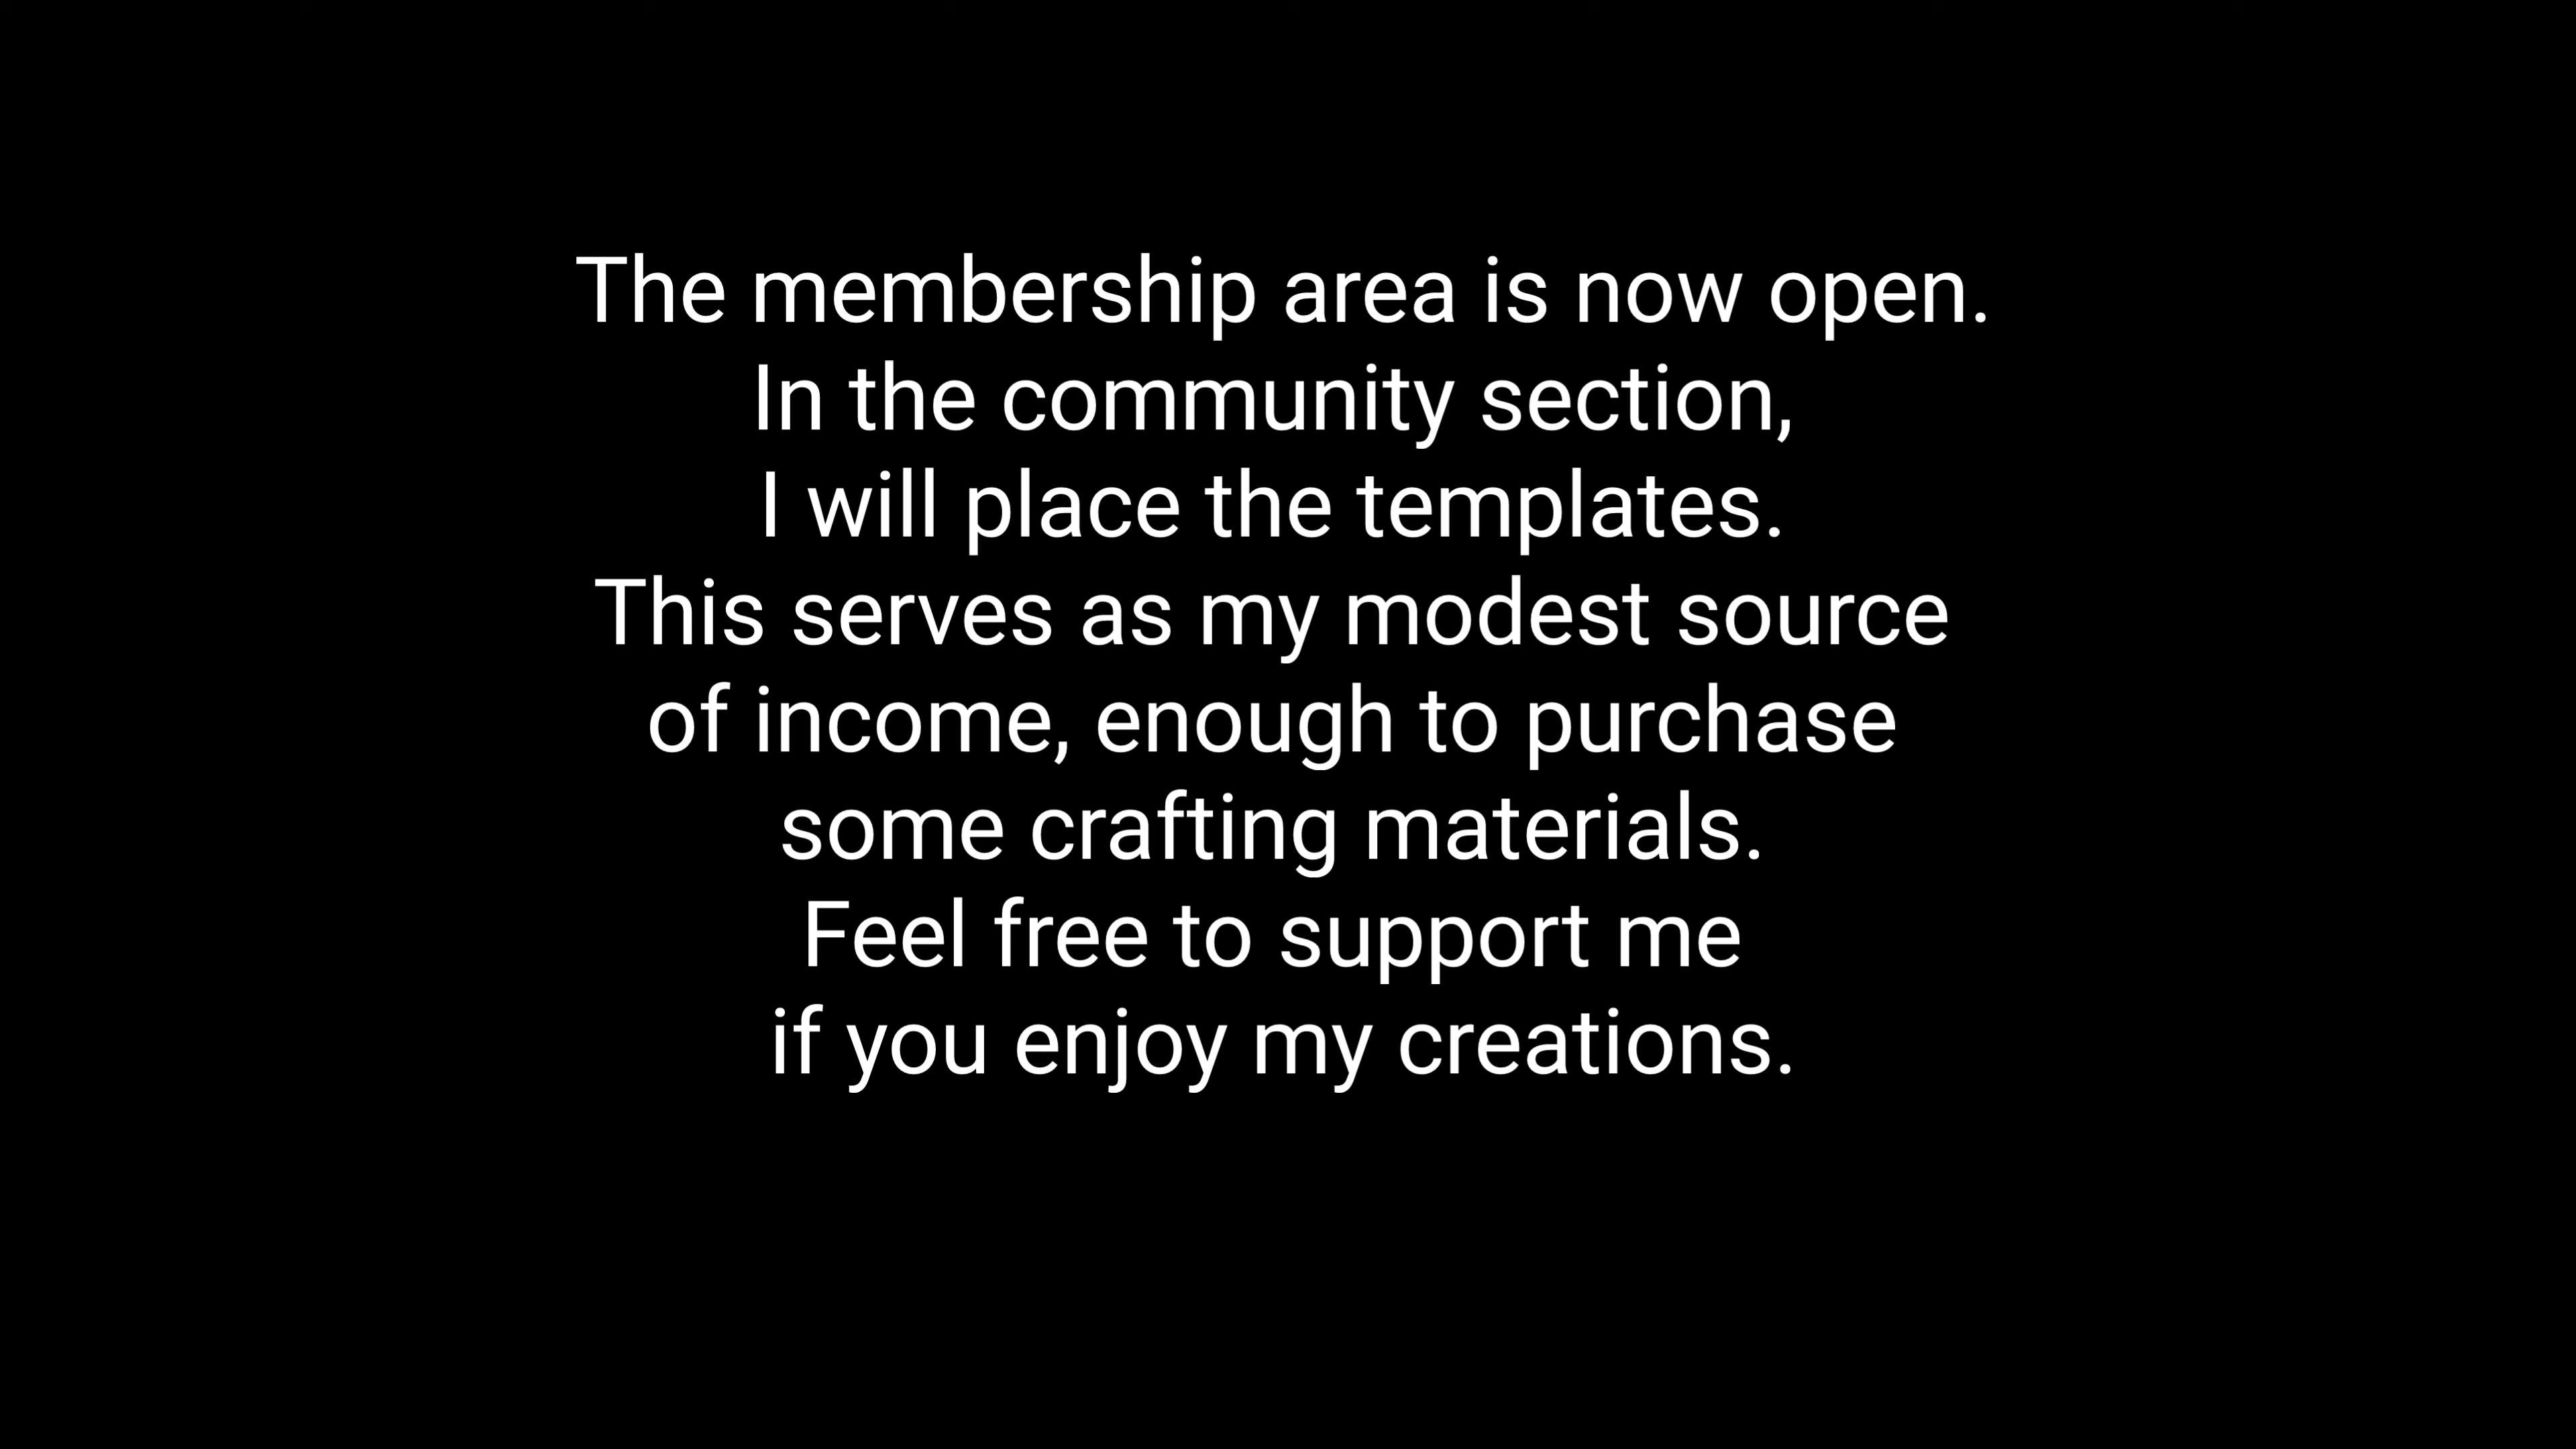 The membership area is now open.
In the community section,
I will place the templates.
This serves as my modest source
of income, enough to purchase
some crafting materials.
Feel free to support me
if you enjoy my creations.